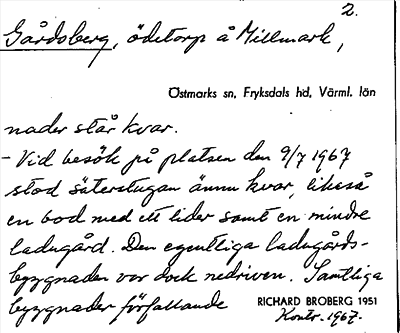 2.
Gårdsberg, ödetorp å Millmark,
Östmarks sn, Fryksdals hd, Värml. län
nader står kvar.
- Vid besök på platsen den 9/7 1967
stod säterstugan ännu kvar, likeså
en bod med ett lider samt en mindre
ladugård. Den egentliga ladugårds-
byggnaden var dock nedriven. Samtliga
byggnader förfallande
RICHARD BROBERG 1951
Kontr. 1967.